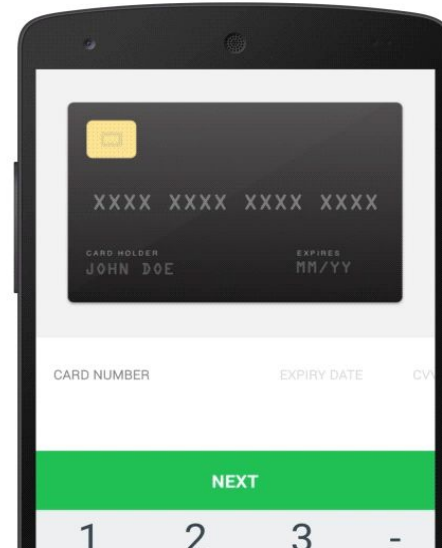 XXXX XXXX XXXX XXXX
CARD HOLDER EXPIRES
JOHN DOE MM/YY
CARD NUMBER EXPIRY DATE CVV
NEXT
1 2 3 -